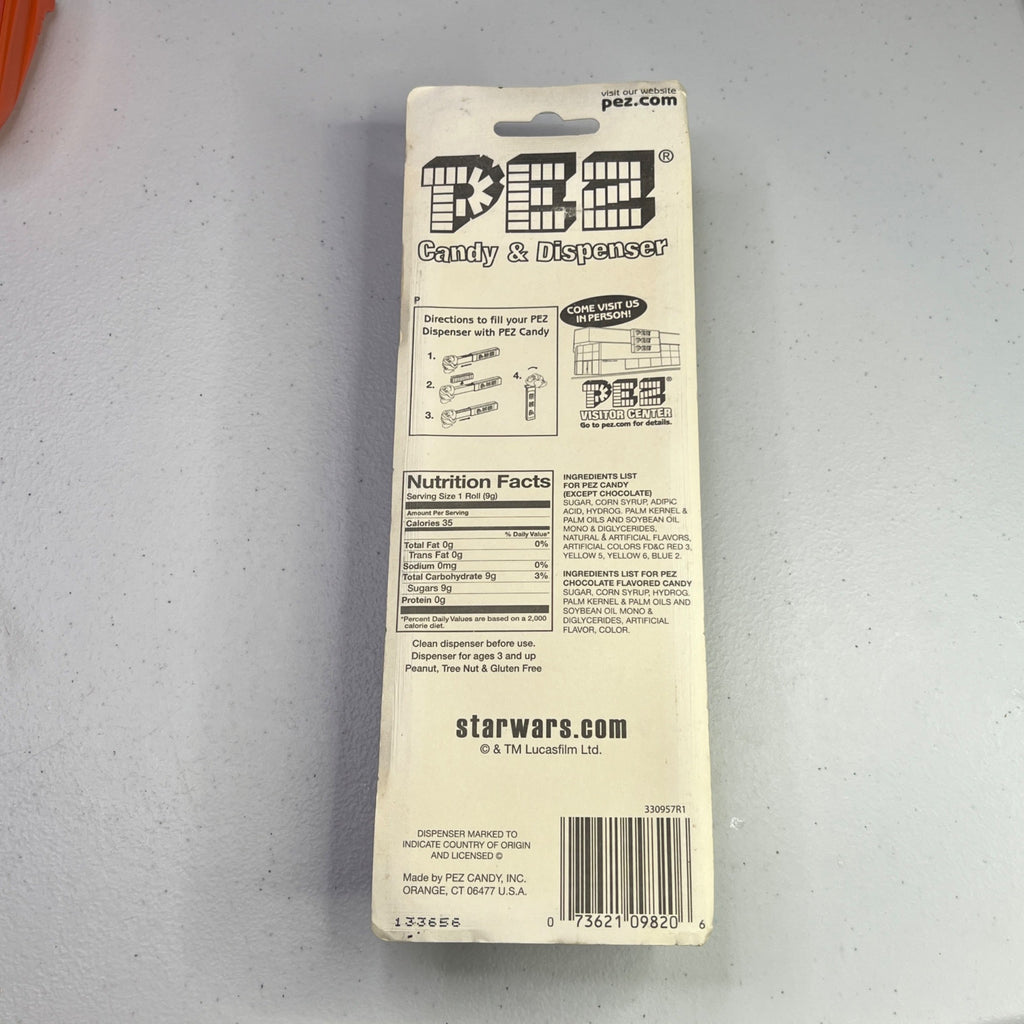 visit our website
pez.com
PEZ®
Candy & Dispenser
P
Directions to fill your PEZ
Dispenser with PEZ Candy
1.
2.
3.
4.
COME VISIT US
IN PERSON!
PEZ
PEZ
PEZ
PEZ®
VISITOR CENTER
Go to pez.com for details.
Nutrition Facts
Serving Size 1 Roll (9g)
Amount Per Serving
Calories 35
% Daily Value*
Total Fat 0g 0%
Trans Fat 0g
Sodium 0mg 0%
Total Carbohydrate 9g 3%
Sugars 9g
Protein 0g
*Percent Daily Values are based on a 2,000
calorie diet.
INGREDIENTS LIST
FOR PEZ CANDY
(EXCEPT CHOCOLATE)
SUGAR, CORN SYRUP, ADIPIC
ACID, HYDROG. PALM KERNEL &
PALM OILS AND SOYBEAN OIL
MONO & DIGLYCERIDES,
NATURAL & ARTIFICIAL FLAVORS,
ARTIFICIAL COLORS FD&C RED 3,
YELLOW 5, YELLOW 6, BLUE 2.
INGREDIENTS LIST FOR PEZ
CHOCOLATE FLAVORED CANDY
SUGAR, CORN SYRUP, HYDROG.
PALM KERNEL & PALM OILS AND
SOYBEAN OIL MONO &
DIGLYCERIDES, ARTIFICIAL
FLAVOR, COLOR.
Clean dispenser before use.
Dispenser for ages 3 and up
Peanut, Tree Nut & Gluten Free
starwars.com
© & TM Lucasfilm Ltd.
330957R1
DISPENSER MARKED TO
INDICATE COUNTRY OF ORIGIN
AND LICENSED ©
Made by PEZ CANDY, INC.
ORANGE, CT 06477 U.S.A.
133656
0 73621 09820 6